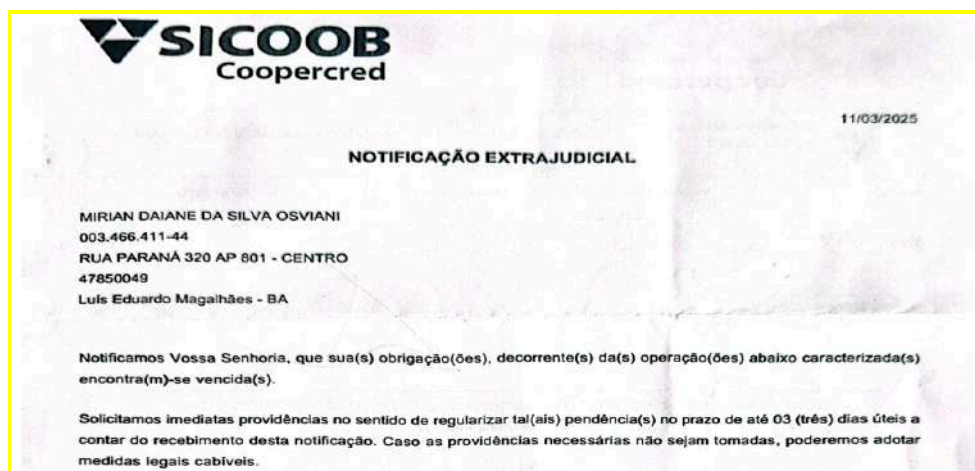 SICOOB
Coopercred
11/03/2025
NOTIFICAÇÃO EXTRAJUDICIAL
MIRIAN DAIANE DA SILVA OSVIANI
003.466.411-44
RUA PARANÁ 320 AP 801 - CENTRO
47850049
Luís Eduardo Magalhães - BA
Notificamos Vossa Senhoria, que sua(s) obrigação(ões), decorrente(s) da(s) operação(ões) abaixo caracterizada(s)
encontra(m)-se vencida(s).
Solicitamos imediatas providências no sentido de regularizar tal(ais) pendência(s) no prazo de até 03 (três) dias úteis a
contar do recebimento desta notificação. Caso as providências necessárias não sejam tomadas, poderemos adotar
medidas legais cabíveis.